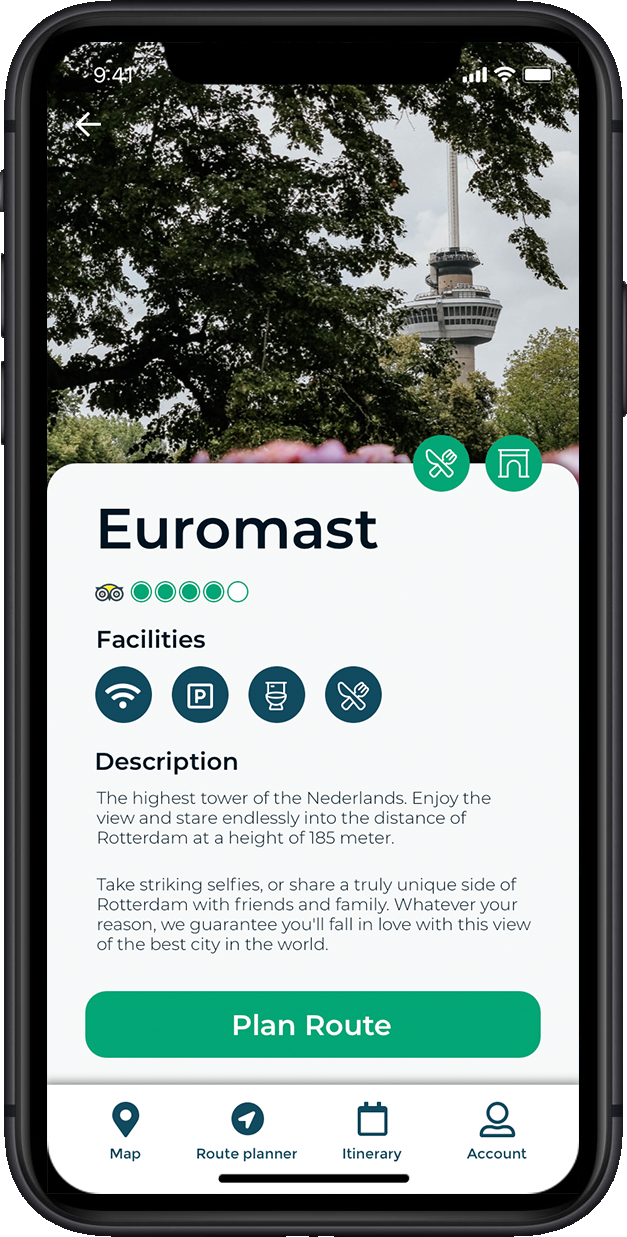 9:41
Euromast
Facilities
P
Description
The highest tower of the Nederlands. Enjoy the
view and stare endlessly into the distance of
Rotterdam at a height of 185 meter.
Take striking selfies, or share a truly unique side of
Rotterdam with friends and family. Whatever your
reason, we guarantee you'll fall in love with this view
of the best city in the world.
Plan Route
Map Route planner Itinerary Account